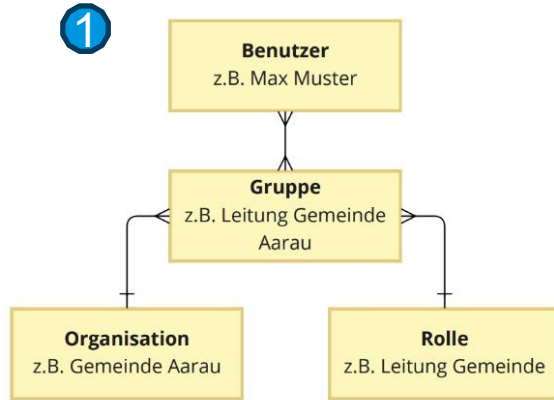 1
Benutzer
z.B. Max Muster
Gruppe
z.B. Leitung Gemeinde
Aarau
Organisation
z.B. Gemeinde Aarau
Rolle
z.B. Leitung Gemeinde